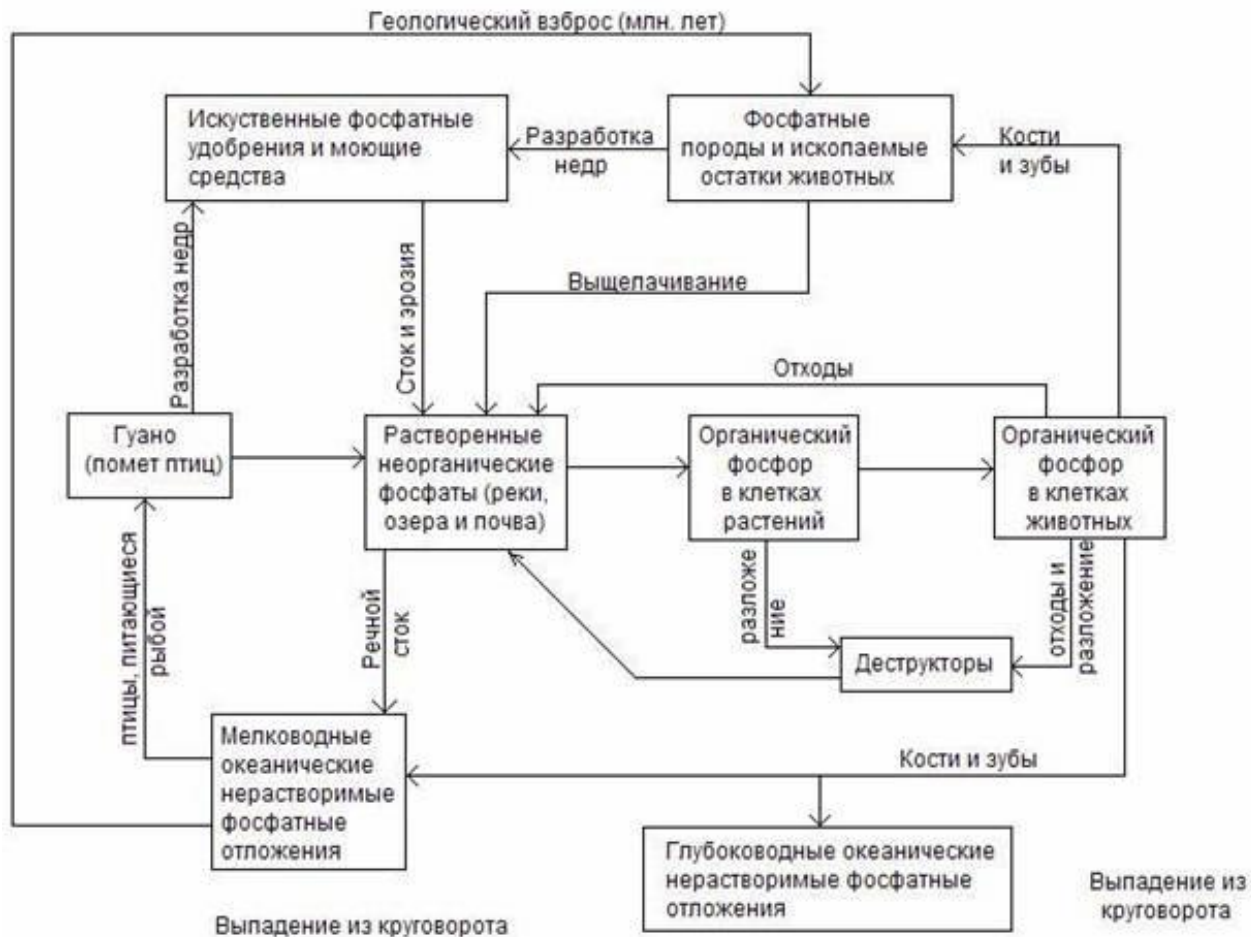 Геологический взброс (млн. лет)
Искуственные фосфатные
удобрения и моющие
средства
Разработка
недр
Фосфатные
породы и ископаемые
остатки животных
Кости
и зубы
Разработка недр
Сток и эрозия
Выщелачивание
Отходы
Гуано
(помет птиц)
Растворенные
неорганические
фосфаты (реки,
озера и почва)
Органический
фосфор
в клетках
растений
Органический
фосфор
в клетках
животных
птицы, питающиеся
рыбой
Речной
сток
разложе
ние
отходы и
разложение
Деструкторы
Мелководные
океанические
нерастворимые
фосфатные
отложения
Кости и зубы
Глубоководные океанические
нерастворимые фосфатные
отложения
Выпадение из
круговорота
Выпадение из круговорота